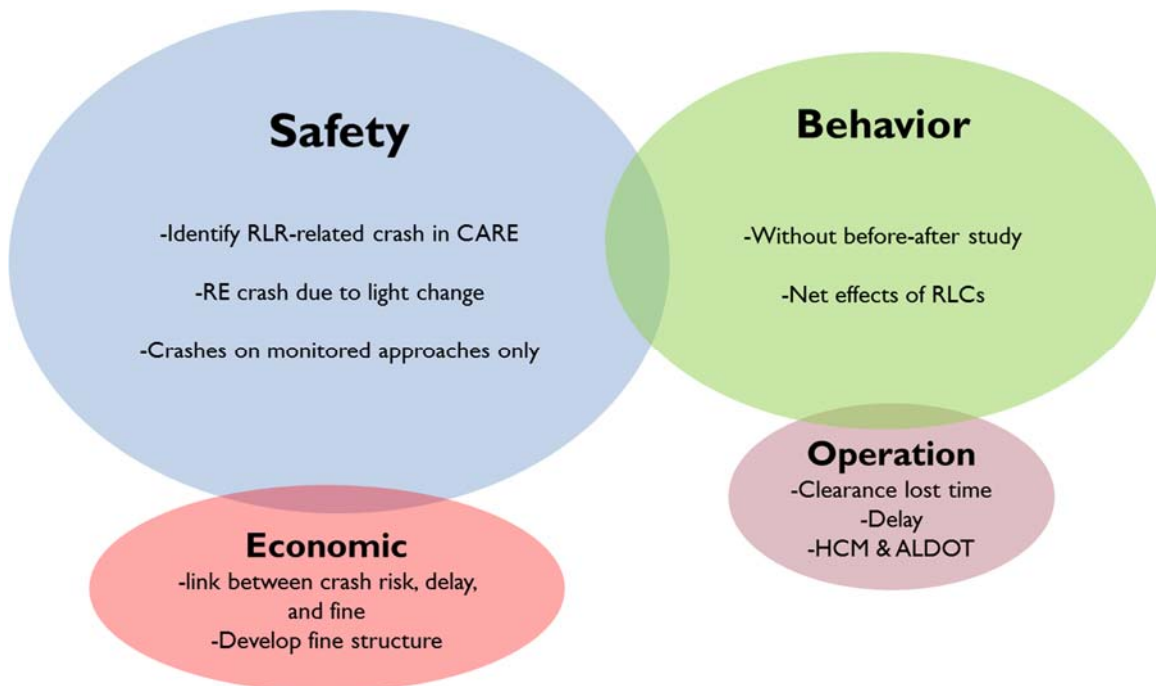 Safety
-Identify RLR-related crash in CARE
-RE crash due to light change
-Crashes on monitored approaches only
Behavior
-Without before-after study
-Net effects of RLCs
Economic
-link between crash risk, delay,
and fine
-Develop fine structure
Operation
-Clearance lost time
-Delay
-HCM & ALDOT